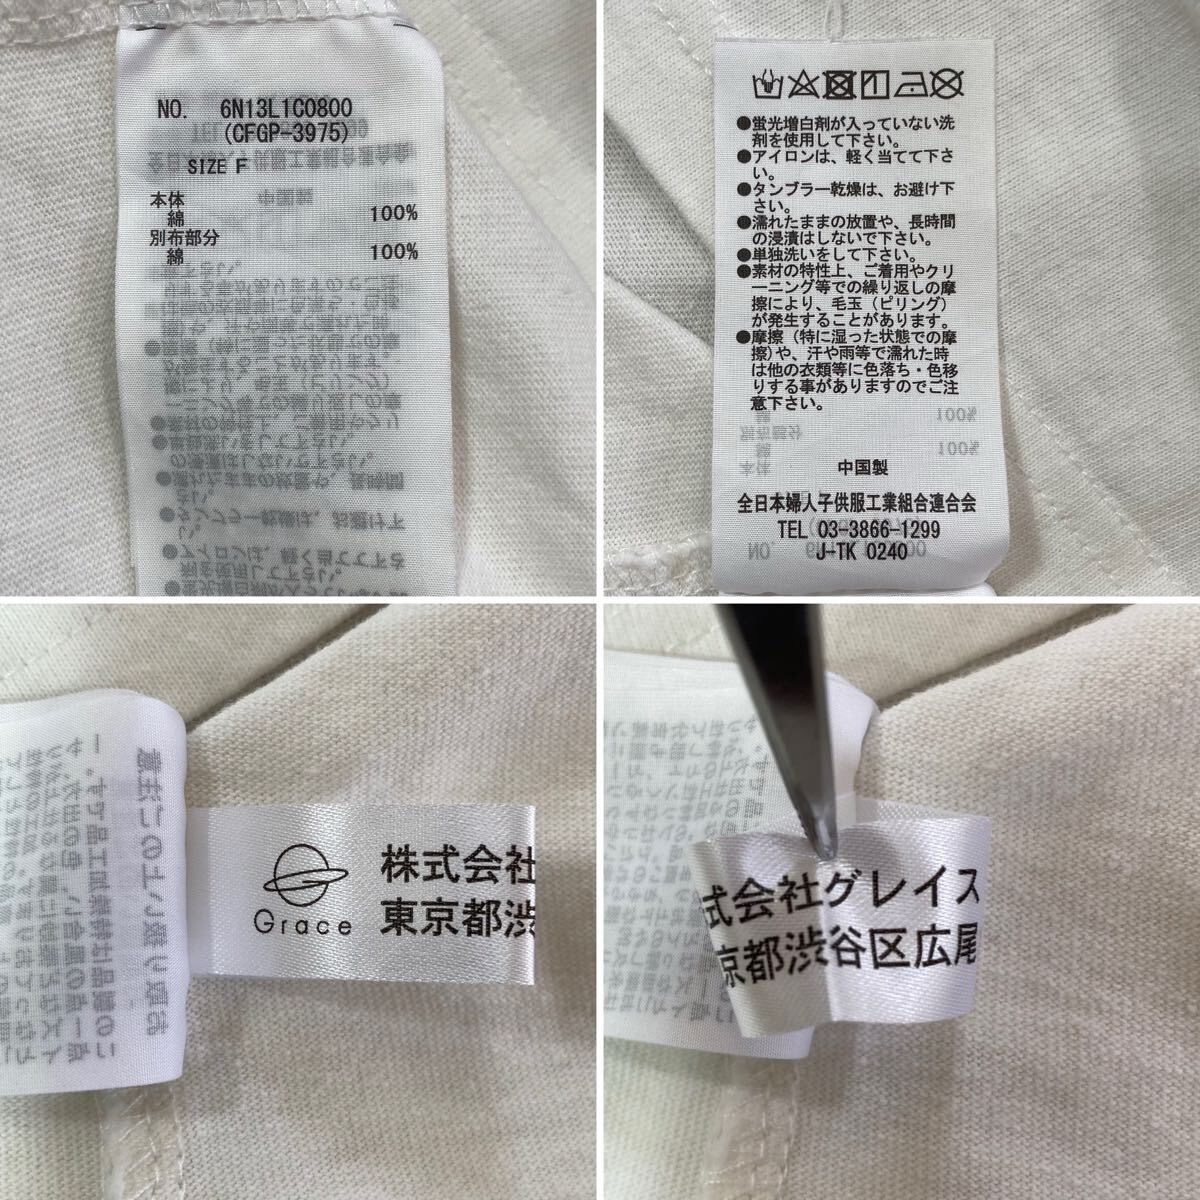 NO. 6N13L1C0800
(CFGP-3975)
SIZE F
本体
綿 100%
別布部分
綿 100%
●蛍光増白剤が入っていない洗
剤を使用して下さい。
●アイロンは、軽く当てて下さ
い。
●タンブラー乾燥は、お避け下
さい。
●濡れたままの放置や、長時間
の浸漬はしないで下さい。
●単独洗いをして下さい。
●素材の特性上、ご着用やクリ
ーニング等での繰り返しの摩
擦により、毛玉（ピリング）
が発生することがあります。
●摩擦（特に湿った状態での摩
擦）や、汗や雨等で濡れた時
は他の衣類等に色落ち・色移
りする事がありますのでご注
意下さい。
中国製
全日本婦人子供服工業組合連合会
TEL 03-3866-1299
J-TK 0240
Grace
株式会社
東京都渋
式会社グレイス
京都渋谷区広尾